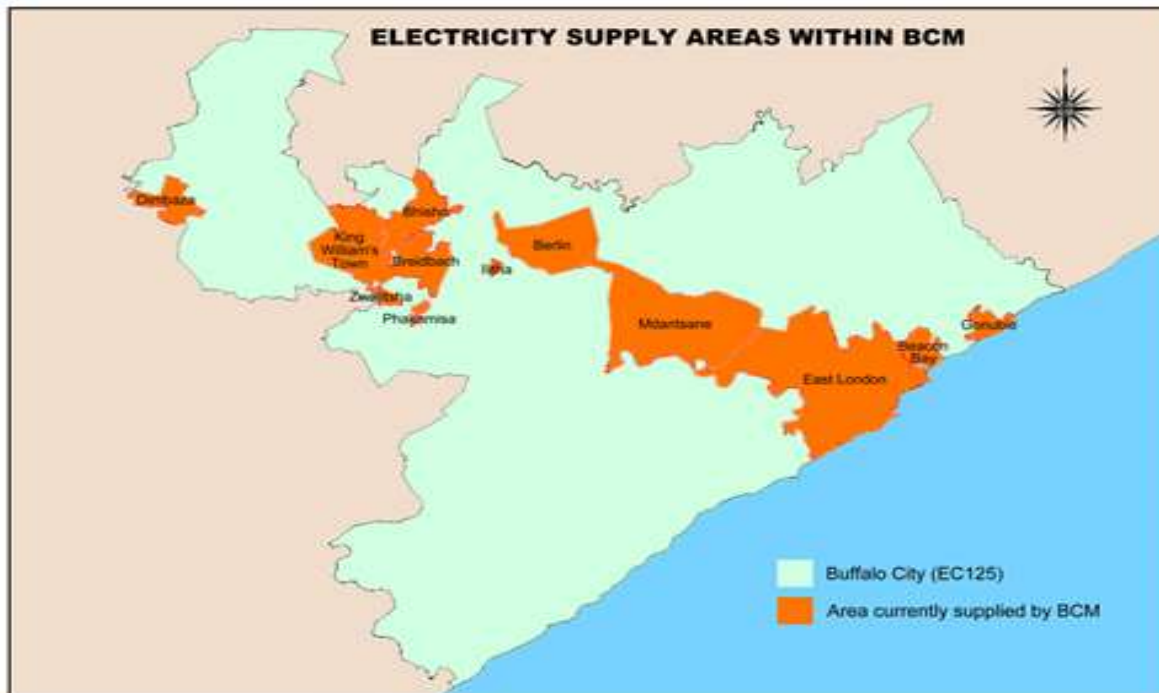 ELECTRICITY SUPPLY AREAS WITHIN BCM
Dimbaza
Bhisho
King
William's
Town
Breidbach
Berlin
Ilitha
Zwelitsha
Phakamisa
Mdantsane
Gonubie
Beacon
Bay
East London
Buffalo City (EC125)
Area currently supplied by BCM